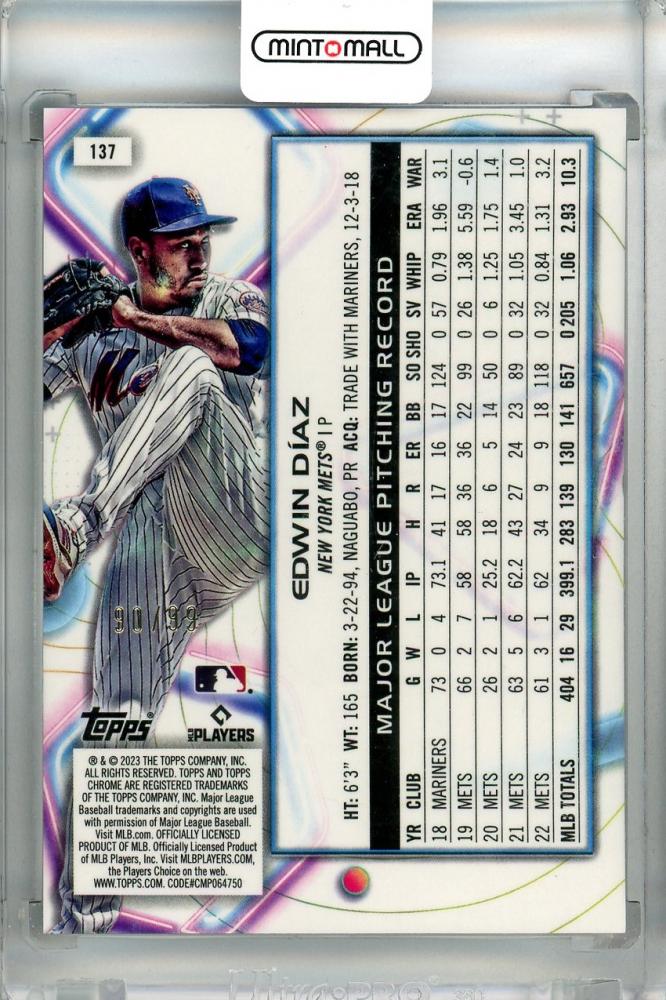 MINTMALL
137
EDWIN DÍAZ
NEW YORK METS® | P
HT: 6'3" WT: 165 BORN: 3-22-94, NAGUABO, PR ACQ: TRADE WITH MARINERS, 12-3-18
MAJOR LEAGUE PITCHING RECORD
YR CLUB G W L IP H R ER BB SO SHO SV WHIP ERA WAR
18 MARINERS 73 0 4 73.1 41 17 16 17 124 0 57 0.79 1.96 3.1
19 METS 66 2 7 58 58 36 36 22 99 0 26 1.38 5.59 -0.6
20 METS 26 2 1 25.2 18 6 5 14 50 0 6 1.25 1.75 1.4
21 METS 63 5 6 62.2 43 27 24 23 89 0 32 1.05 3.45 1.0
22 METS 61 3 1 62 34 9 9 18 118 0 32 0.84 1.31 3.2
MLB TOTALS 404 16 29 399.1 283 139 130 141 657 0 205 1.06 2.93 10.3
Mets
90/99
TOPPS®
MLB PLAYERS
® & © 2023 THE TOPPS COMPANY, INC.
ALL RIGHTS RESERVED. TOPPS AND TOPPS
CHROME ARE REGISTERED TRADEMARKS
OF THE TOPPS COMPANY, INC. Major League
Baseball trademarks and copyrights are used
with permission of Major League Baseball.
Visit MLB.com. OFFICIALLY LICENSED
PRODUCT OF MLB. Officially Licensed Product
of MLB Players, Inc. Visit MLBPLAYERS.COM,
the Players Choice on the web.
WWW.TOPPS.COM. CODE#CMP064750
Ultra·PRO